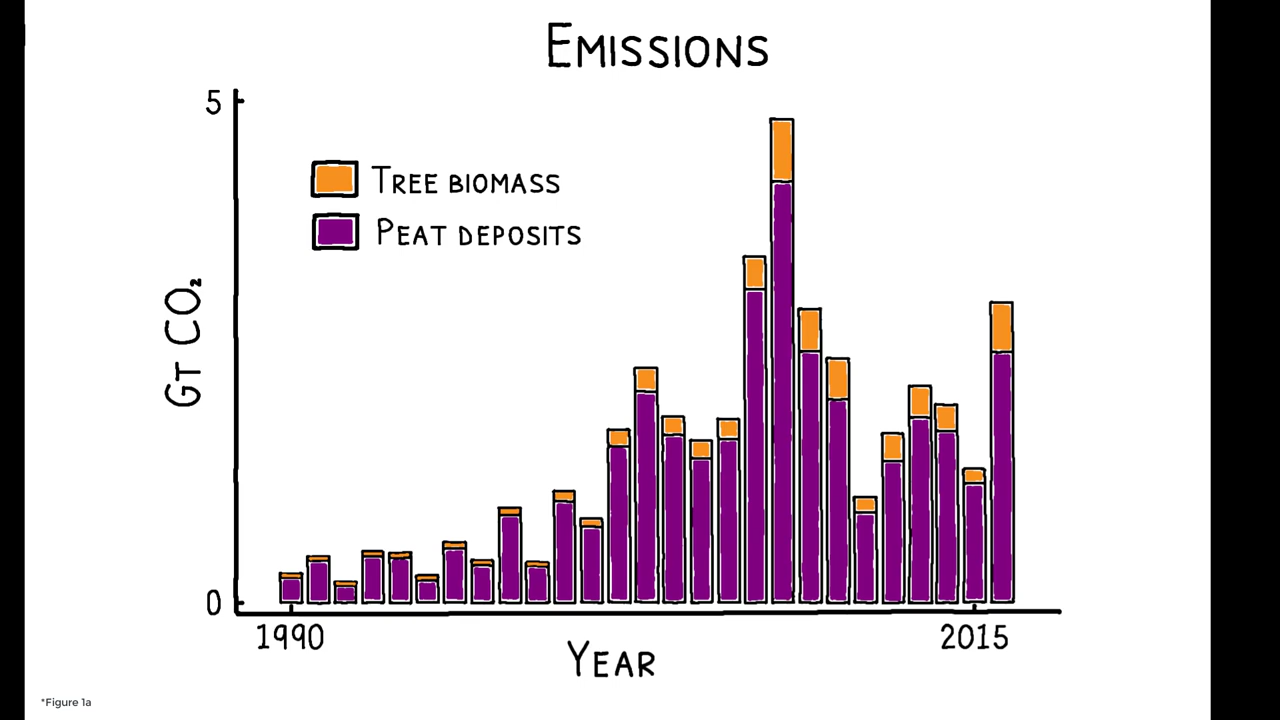 EMISSIONS
5
TREE BIOMASS
PEAT DEPOSITS
GT CO₂
0
1990
2015
YEAR
*Figure 1a